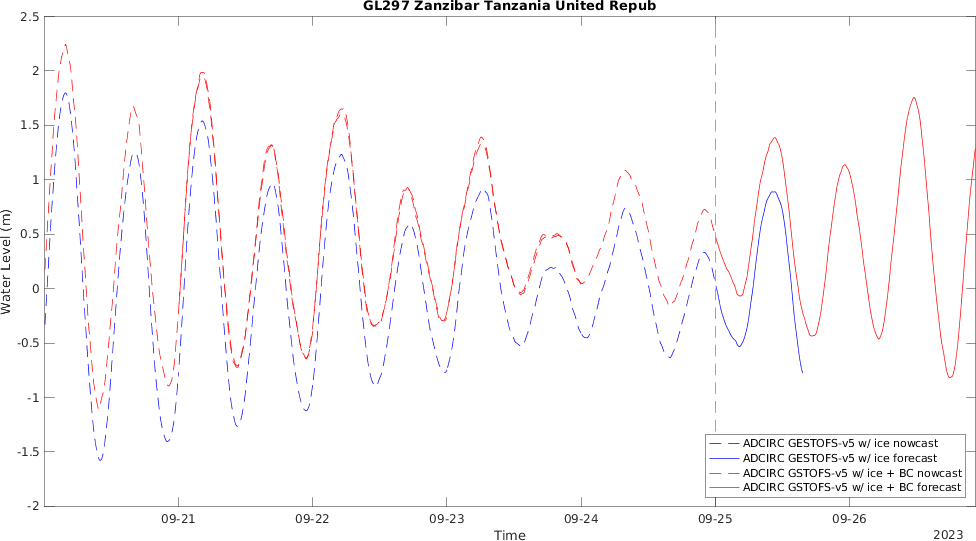 GL297 Zanzibar Tanzania United Repub
2.5
2
1.5
1
0.5
0
-0.5
-1
-1.5
-2
Water Level (m)
ADCIRC GESTOFS-v5 w/ ice nowcast
ADCIRC GESTOFS-v5 w/ ice forecast
ADCIRC GSTOFS-v5 w/ ice + BC nowcast
ADCIRC GSTOFS-v5 w/ ice + BC forecast
09-21 09-22 09-23 09-24 09-25 09-26
Time
2023